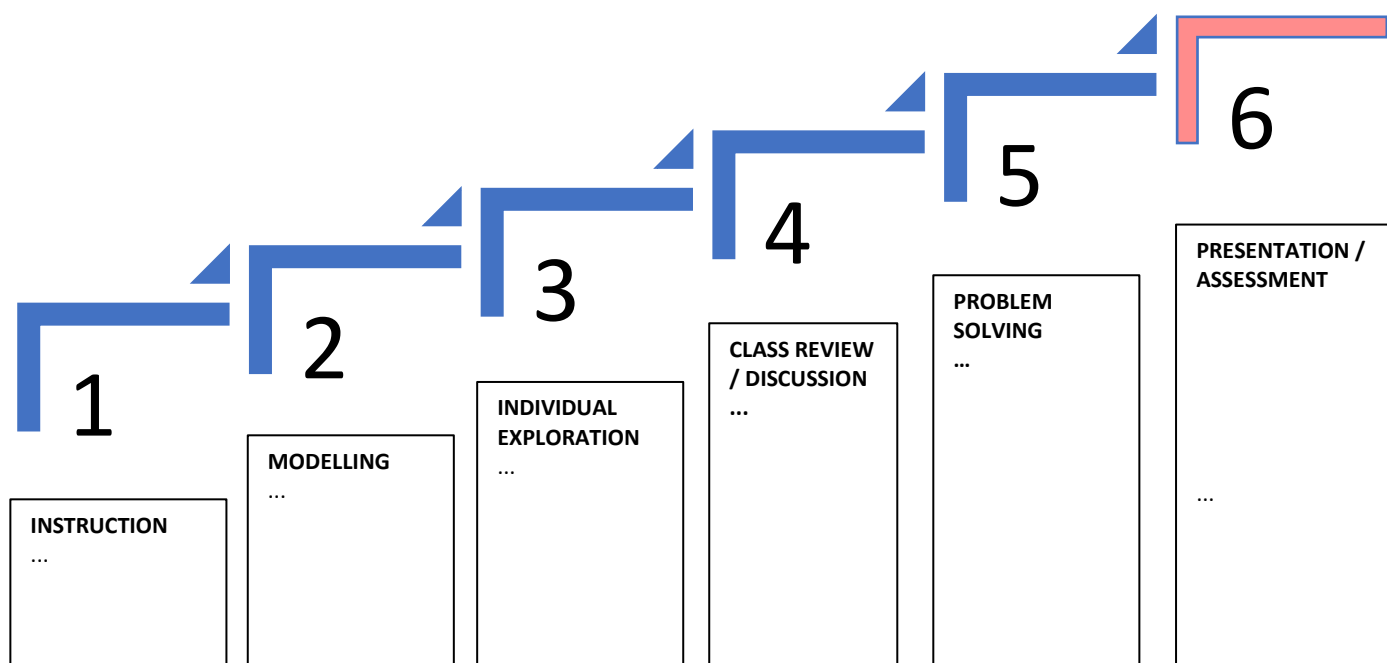 1
INSTRUCTION
...
2
MODELLING
...
3
INDIVIDUAL
EXPLORATION
...
4
CLASS REVIEW
/ DISCUSSION
...
5
PROBLEM
SOLVING
...
6
PRESENTATION /
ASSESSMENT
...